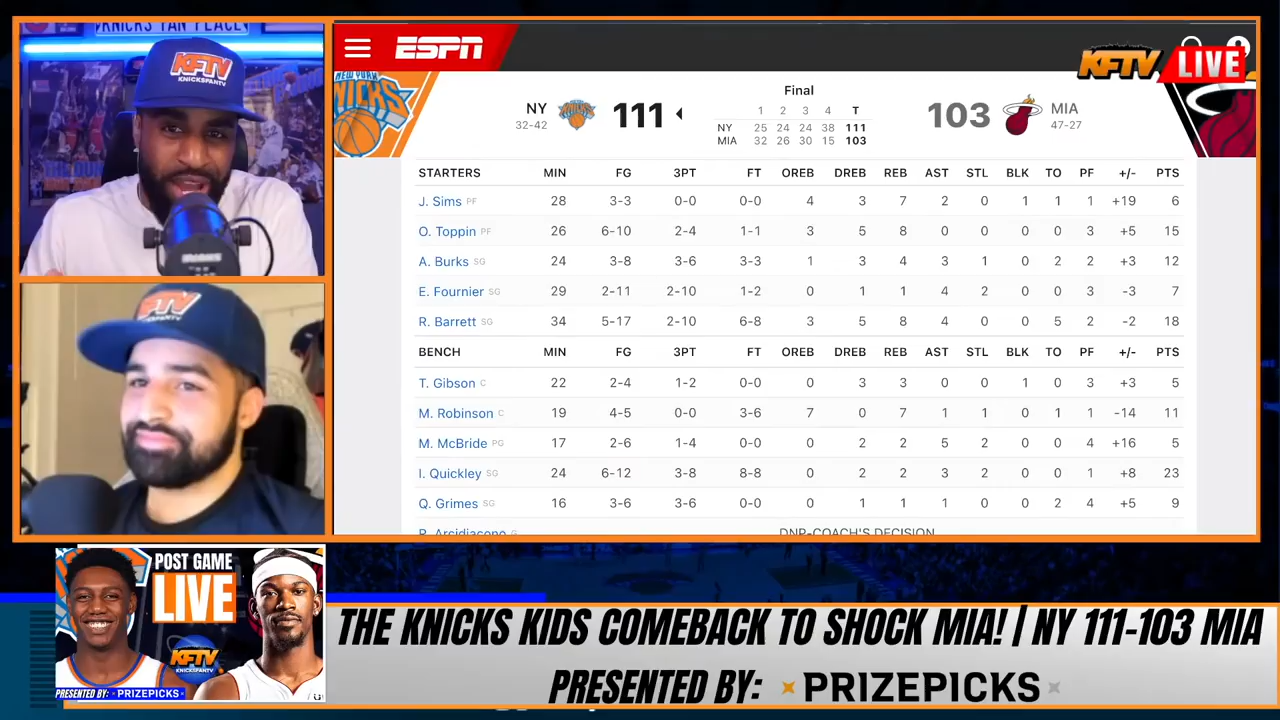 KNICKS FAN PLACE
KFTV
KNICKSFANTV
ESPN
KFTV LIVE
NEW YORK
KNICKS
Final
NY 111 103 MIA
32-42 47-27
1 2 3 4 T
NY 25 24 24 38 111
MIA 32 26 30 15 103
STARTERS MIN FG 3PT FT OREB DREB REB AST STL BLK TO PF +/- PTS
J. Sims PF 28 3-3 0-0 0-0 4 3 7 2 0 1 1 1 +19 6
O. Toppin PF 26 6-10 2-4 1-1 3 5 8 0 0 0 0 3 +5 15
A. Burks SG 24 3-8 3-6 3-3 1 3 4 3 1 0 2 2 +3 12
E. Fournier SG 29 2-11 2-10 1-2 0 1 1 4 2 0 0 3 -3 7
R. Barrett SG 34 5-17 2-10 6-8 3 5 8 4 0 0 5 2 -2 18
BENCH MIN FG 3PT FT OREB DREB REB AST STL BLK TO PF +/- PTS
T. Gibson C 22 2-4 1-2 0-0 0 3 3 0 0 1 0 3 +3 5
M. Robinson C 19 4-5 0-0 3-6 7 0 7 1 1 0 1 1 -14 11
M. McBride PG 17 2-6 1-4 0-0 0 2 2 5 2 0 0 4 +16 5
I. Quickley SG 24 6-12 3-8 8-8 0 2 2 3 2 0 0 1 +8 23
Q. Grimes SG 16 3-6 3-6 0-0 0 1 1 1 0 0 2 4 +5 9
R. Arcidiacono G DNP-COACH'S DECISION
POST GAME
LIVE
KFTV
KNICKSFANTV
PRESENTED BY: PRIZEPICKS
THE KNICKS KIDS COMEBACK TO SHOCK MIA! | NY 111-103 MIA
PRESENTED BY: PRIZEPICKS